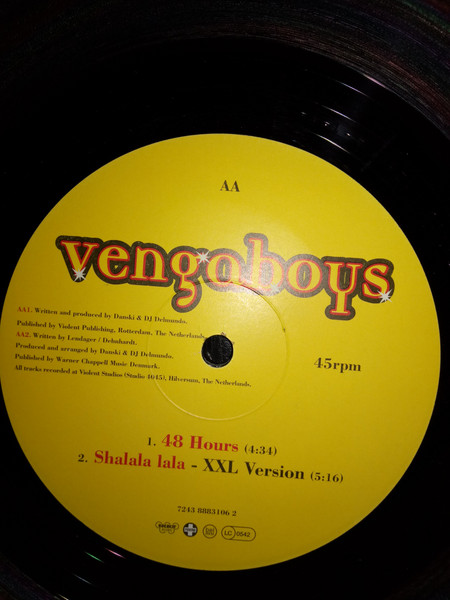 AA
vengaboys
AA1. Written and produced by Danski & DJ Delmundo.
Published by Violent Publishing, Rotterdam, The Netherlands.
AA2. Written by Lendager / Debuhardt.
Produced and arranged by Danski & DJ Delmundo.
Published by Warner Chappell Music Denmark.
All tracks recorded at Violent Studios (Studio 4045), Hilversum, The Netherlands.
45rpm
1. 48 Hours (4:34)
2. Shalala lala - XXL Version (5:16)
7243 8883106 2
LC 0542